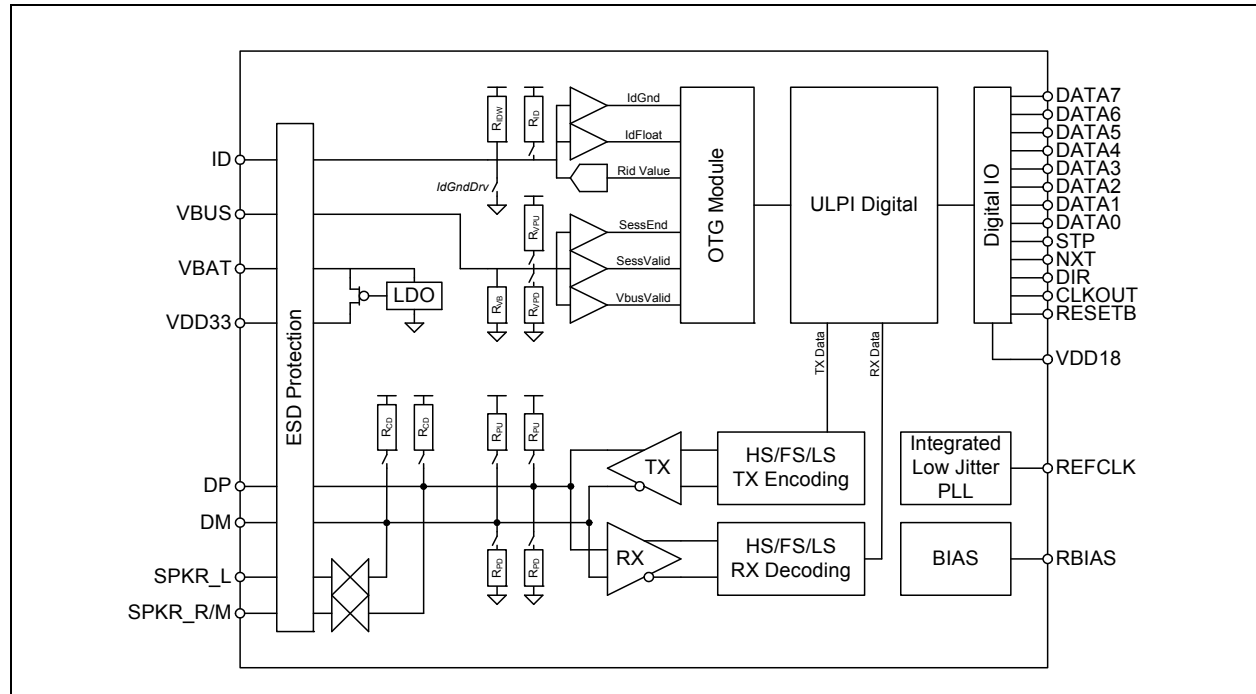 ID
VBUS
VBAT
VDD33
DP
DM
SPKR_L
SPKR_R/M
ESD Protection
LDO
RIDW
RID
IdGndDrv
IdGnd
IdFloat
Rid Value
RVPU
RVB
RVPD
SessEnd
SessValid
VbusValid
OTG Module
ULPI Digital
Digital IO
DATA7
DATA6
DATA5
DATA4
DATA3
DATA2
DATA1
DATA0
STP
NXT
DIR
CLKOUT
RESETB
VDD18
TX Data
RX Data
RCD
RCD
RPU
RPU
RPD
RPD
TX
RX
HS/FS/LS
TX Encoding
HS/FS/LS
RX Decoding
Integrated
Low Jitter
PLL
BIAS
REFCLK
RBIAS